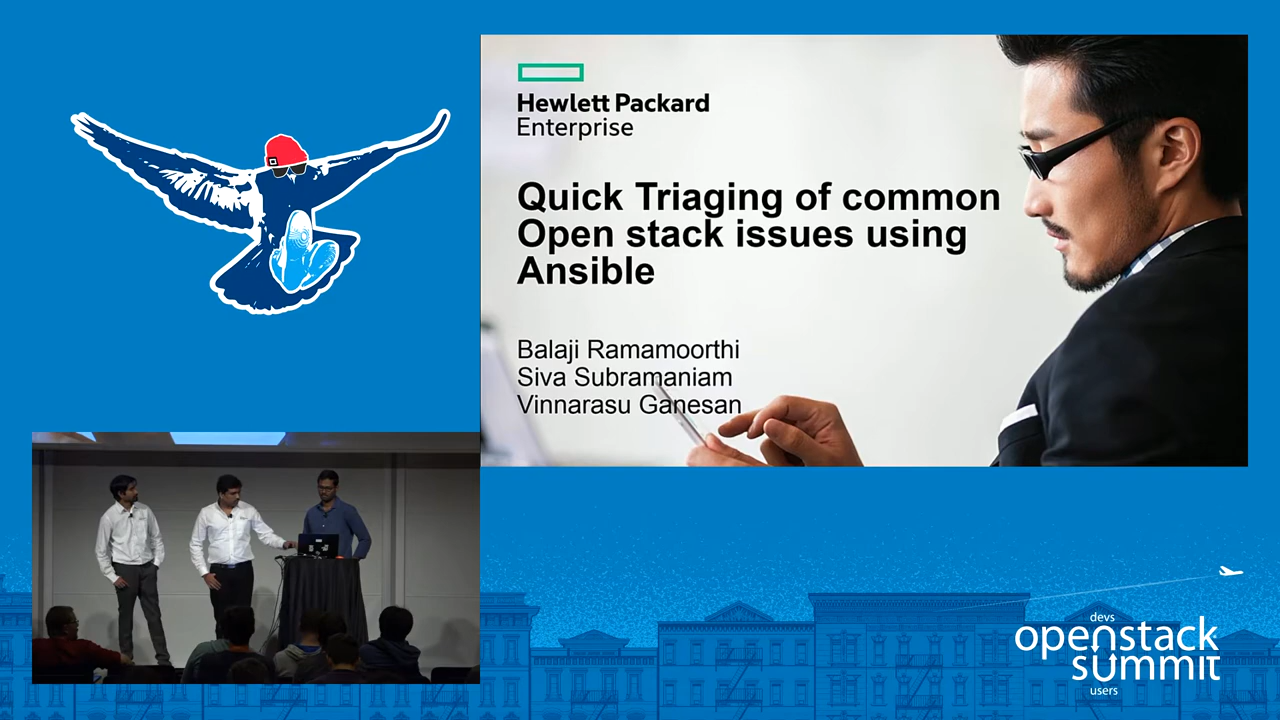 Hewlett Packard
Enterprise
Quick Triaging of common
Open stack issues using
Ansible
Balaji Ramamoorthi
Siva Subramaniam
Vinnarasu Ganesan
devs
openstack
summit
users